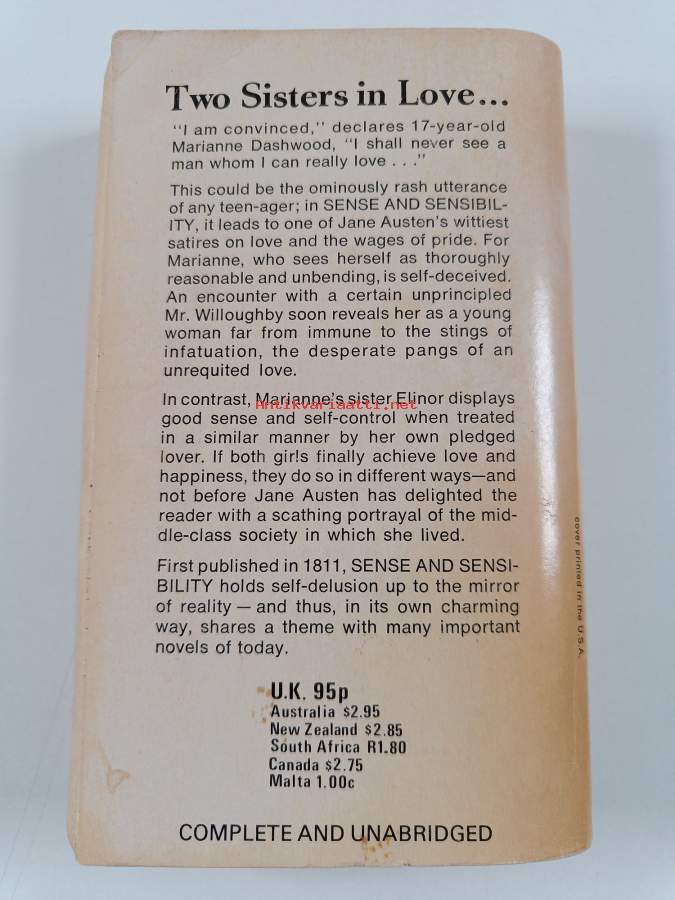 Two Sisters in Love...
"I am convinced," declares 17-year-old
Marianne Dashwood, "I shall never see a
man whom I can really love . . ."
This could be the ominously rash utterance
of any teen-ager; in SENSE AND SENSIBIL-
ITY, it leads to one of Jane Austen's wittiest
satires on love and the wages of pride. For
Marianne, who sees herself as thoroughly
reasonable and unbending, is self-deceived.
An encounter with a certain unprincipled
Mr. Willoughby soon reveals her as a young
woman far from immune to the stings of
infatuation, the desperate pangs of an
unrequited love.
In contrast, Marianne's sister Elinor displays
Antikvariaatti.net
good sense and self-control when treated
in a similar manner by her own pledged
lover. If both girls finally achieve love and
happiness, they do so in different ways—and
not before Jane Austen has delighted the
reader with a scathing portrayal of the mid-
dle-class society in which she lived.
First published in 1811, SENSE AND SENSI-
BILITY holds self-delusion up to the mirror
of reality — and thus, in its own charming
way, shares a theme with many important
novels of today.
U.K. 95p
Australia $2.95
New Zealand $2.85
South Africa R1.80
Canada $2.75
Malta 1.00c
COMPLETE AND UNABRIDGED
cover printed in the U.S.A.